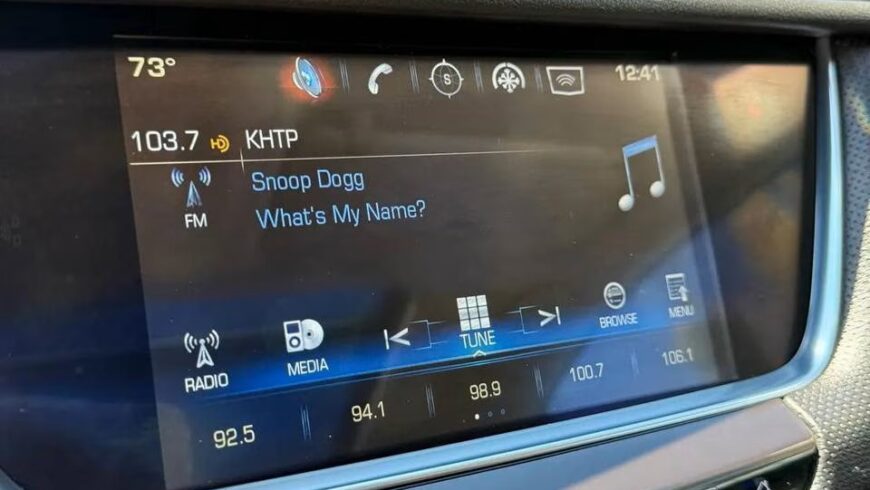 73°
S
12:41
103.7 HD KHTP
FM
Snoop Dogg
What's My Name?
RADIO
MEDIA
TUNE
BROWSE
MENU
92.5
94.1
98.9
100.7
106.1